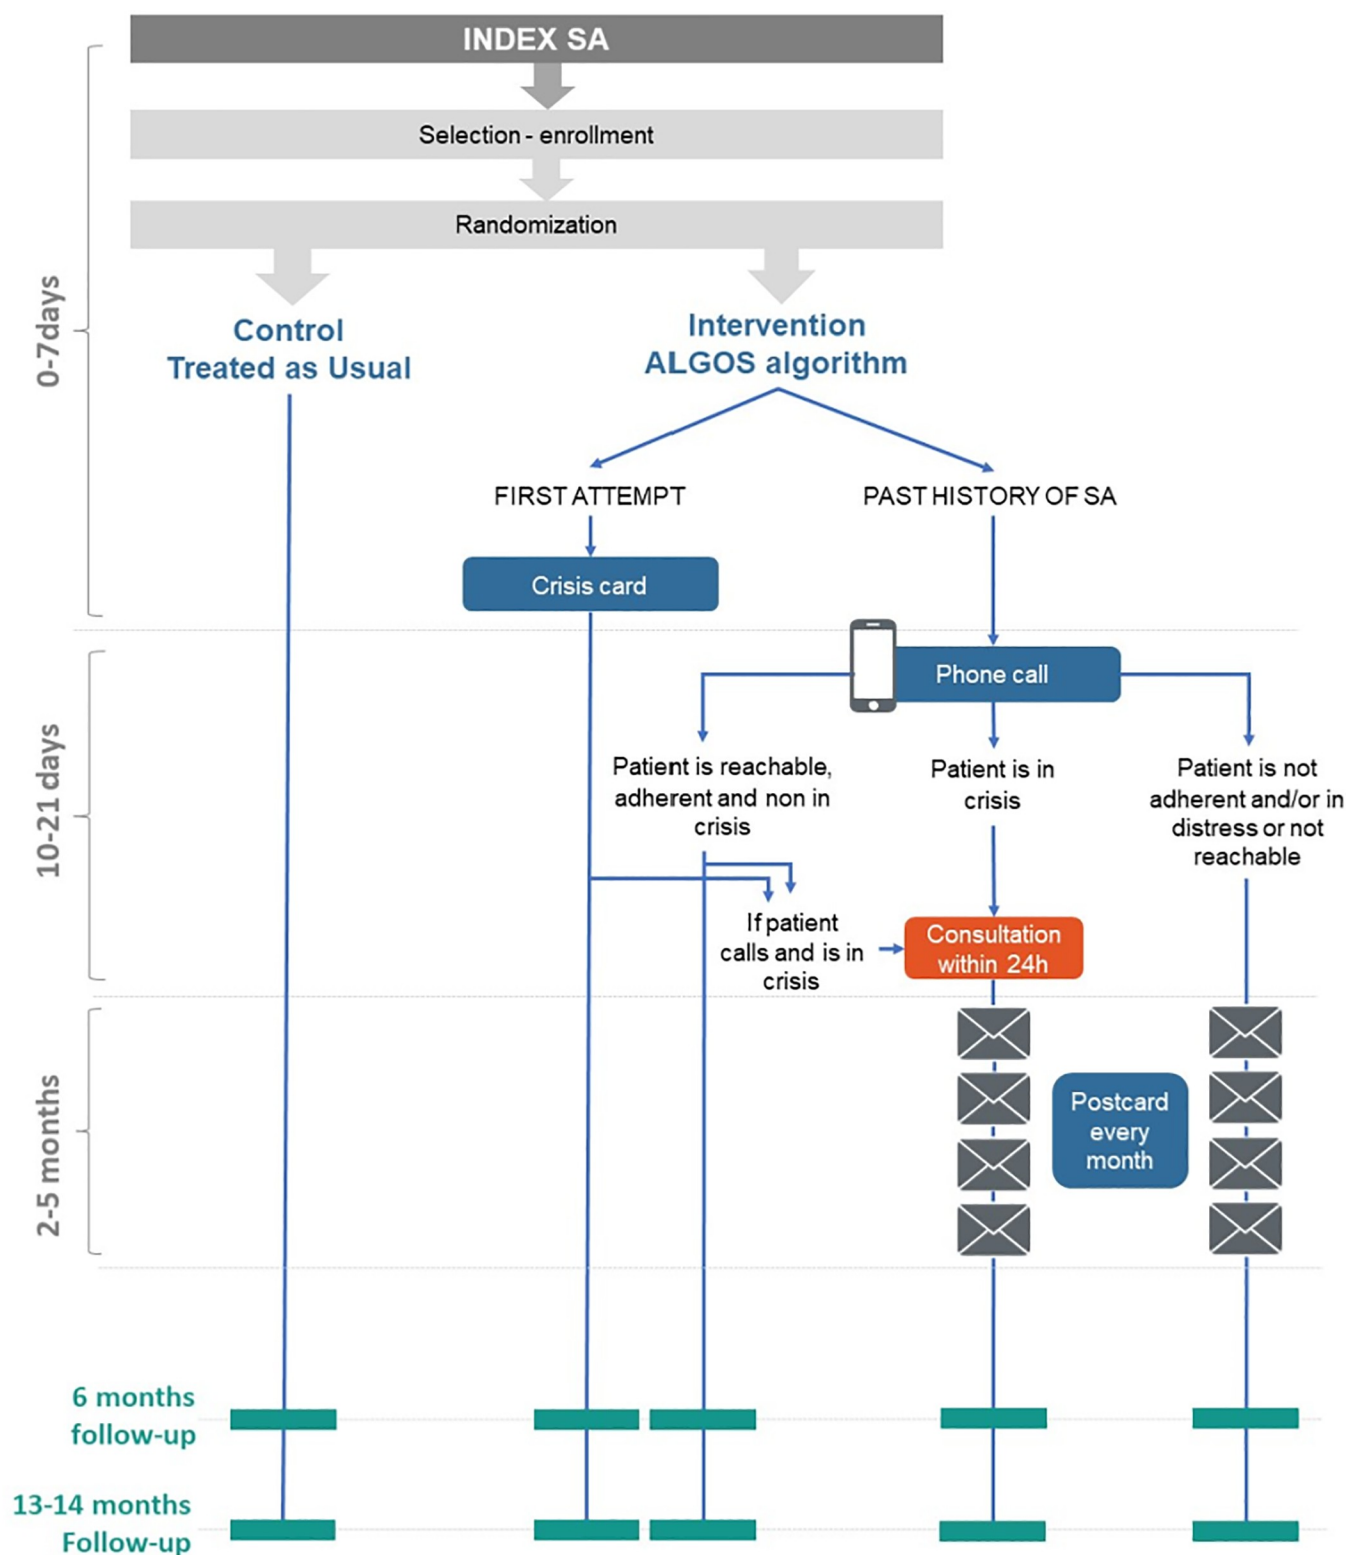 INDEX SA
Selection - enrollment
Randomization
0-7days
Control
Treated as Usual
Intervention
ALGOS algorithm
FIRST ATTEMPT
PAST HISTORY OF SA
Crisis card
10-21 days
Phone call
Patient is reachable,
adherent and non in
crisis
Patient is in
crisis
Patient is not
adherent and/or in
distress or not
reachable
If patient
calls and is in
crisis
Consultation
within 24h
2-5 months
Postcard
every
month
6 months
follow-up
13-14 months
Follow-up